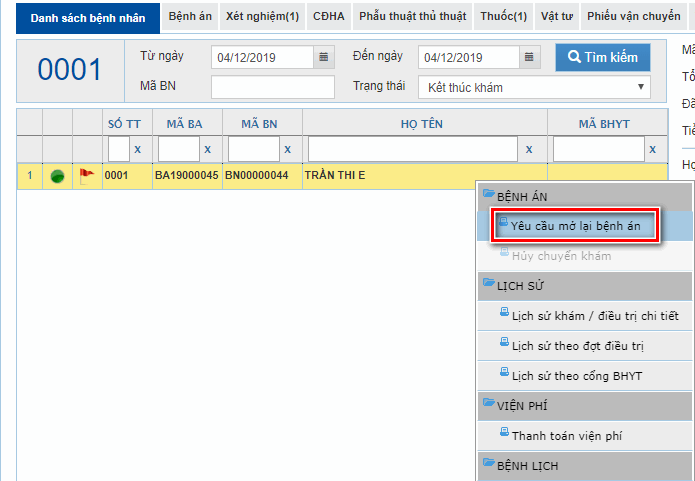 Danh sách bệnh nhân Bệnh án Xét nghiệm(1) CĐHA Phẫu thuật thủ thuật Thuốc(1) Vật tư Phiếu vận chuyển
0001 Từ ngày 04/12/2019 Đến ngày 04/12/2019 Tìm kiếm
Mã BN Trạng thái Kết thúc khám
SỐ TT MÃ BA MÃ BN HỌ TÊN MÃ BHYT
x x x x x
1 0001 BA19000045 BN00000044 TRẦN THI E
BỆNH ÁN
Yêu cầu mở lại bệnh án
Hủy chuyển khám
LỊCH SỬ
Lịch sử khám / điều trị chi tiết
Lịch sử theo đợt điều trị
Lịch sử theo cổng BHYT
VIỆN PHÍ
Thanh toán viện phí
BỆNH LỊCH